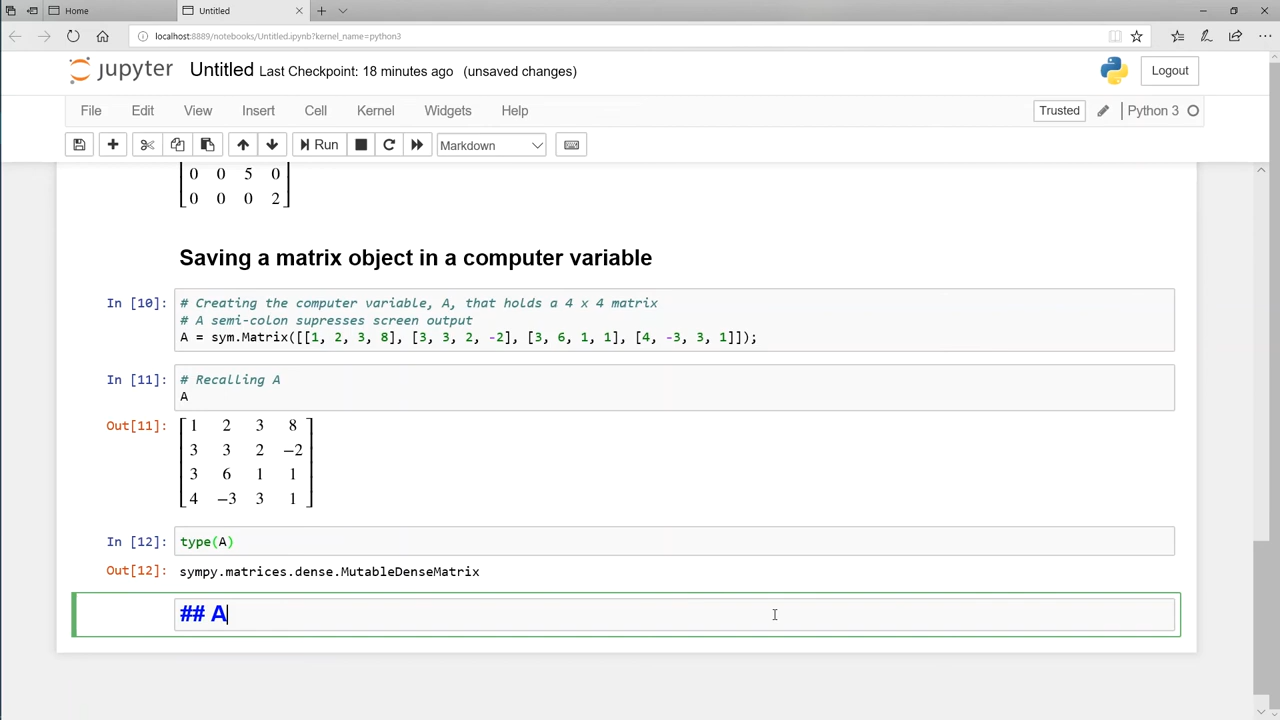 Home
Untitled
localhost:8889/notebooks/Untitled.ipynb?kernel_name=python3
jupyter Untitled Last Checkpoint: 18 minutes ago (unsaved changes)
Logout
File Edit View Insert Cell Kernel Widgets Help
Trusted Python 3
Run Markdown
0 0 5 0
0 0 0 2
Saving a matrix object in a computer variable
In [10]: # Creating the computer variable, A, that holds a 4 x 4 matrix
# A semi-colon supresses screen output
A = sym.Matrix([[1, 2, 3, 8], [3, 3, 2, -2], [3, 6, 1, 1], [4, -3, 3, 1]]);
In [11]: # Recalling A
A
Out[11]: 1 2 3 8
3 3 2 −2
3 6 1 1
4 −3 3 1
In [12]: type(A)
Out[12]: sympy.matrices.dense.MutableDenseMatrix
## A